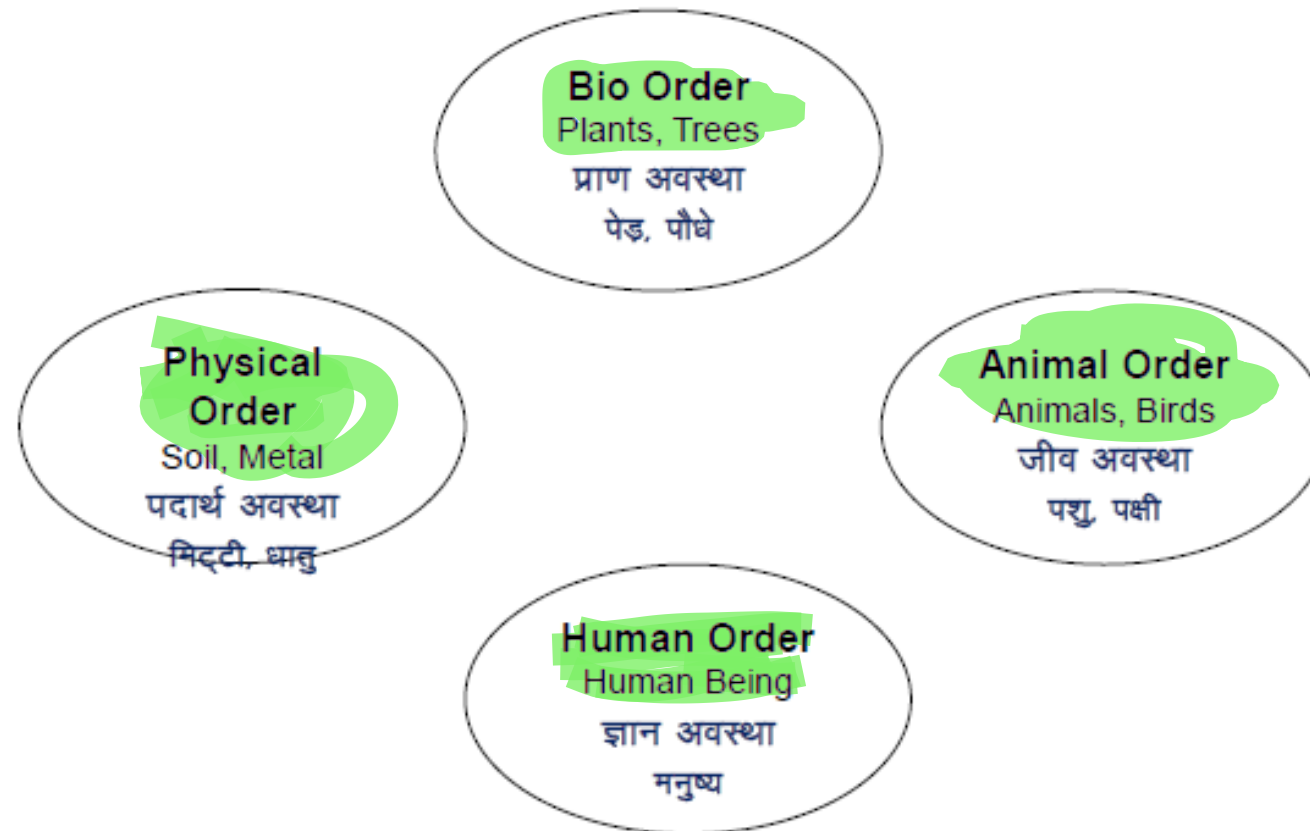 Bio Order
Plants, Trees
प्राण अवस्था
पेड़, पौधे
Physical
Order
Soil, Metal
पदार्थ अवस्था
मिट्टी, धातु
Animal Order
Animals, Birds
जीव अवस्था
पशु, पक्षी
Human Order
Human Being
ज्ञान अवस्था
मनुष्य